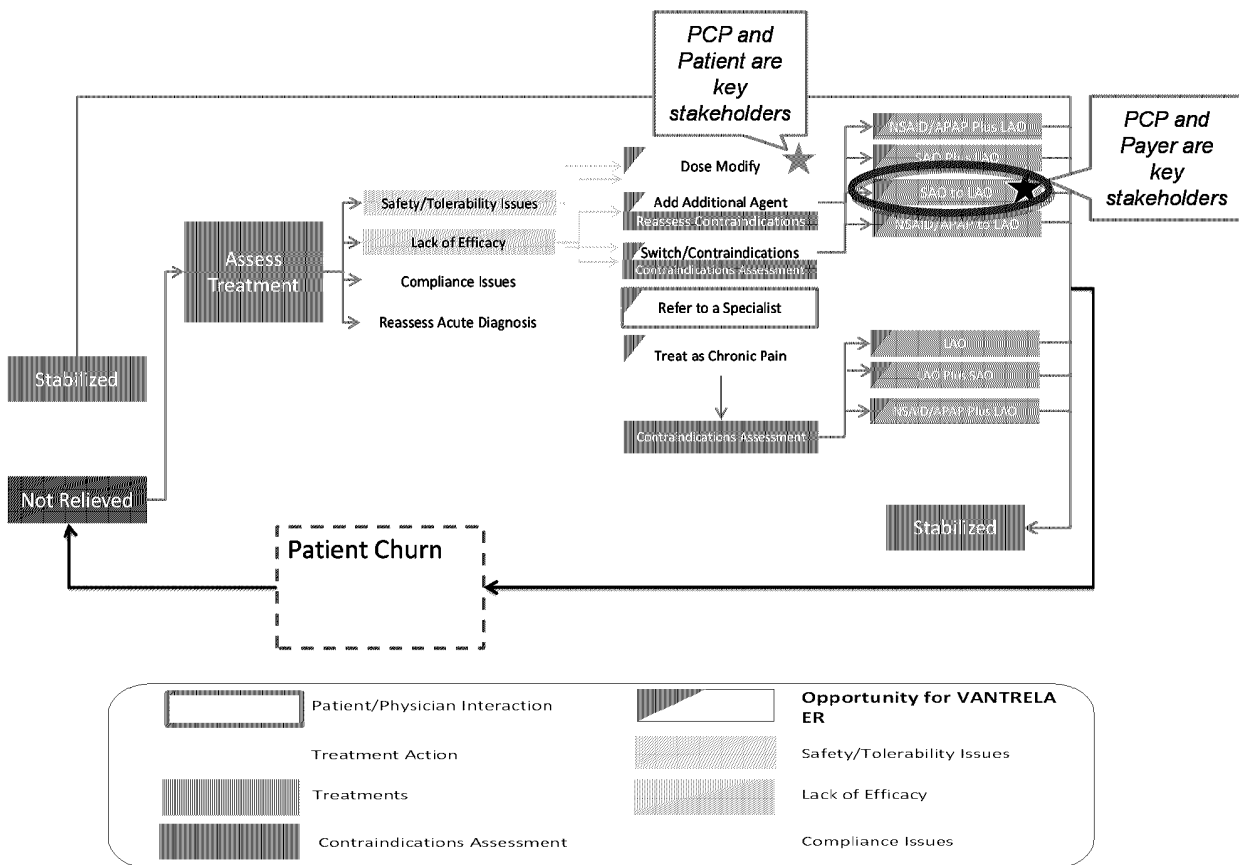 PCP and
Patient are
key
stakeholders
PCP and
Payer are
key
stakeholders
NSAID/APAP Plus LAO
SAO Plus LAO
SAO to LAO
NSAID/APAP to LAO
Dose Modify
Add Additional Agent
Reassess Contraindications
Switch/Contraindications
Contraindications Assessment
Refer to a Specialist
Treat as Chronic Pain
Contraindications Assessment
Safety/Tolerability Issues
Lack of Efficacy
Compliance Issues
Reassess Acute Diagnosis
Assess
Treatment
LAO
LAO Plus SAO
NSAID/APAP Plus LAO
Stabilized
Not Relieved
Stabilized
Patient Churn
Patient/Physician Interaction
Treatment Action
Treatments
Contraindications Assessment
Opportunity for VANTRELA
ER
Safety/Tolerability Issues
Lack of Efficacy
Compliance Issues